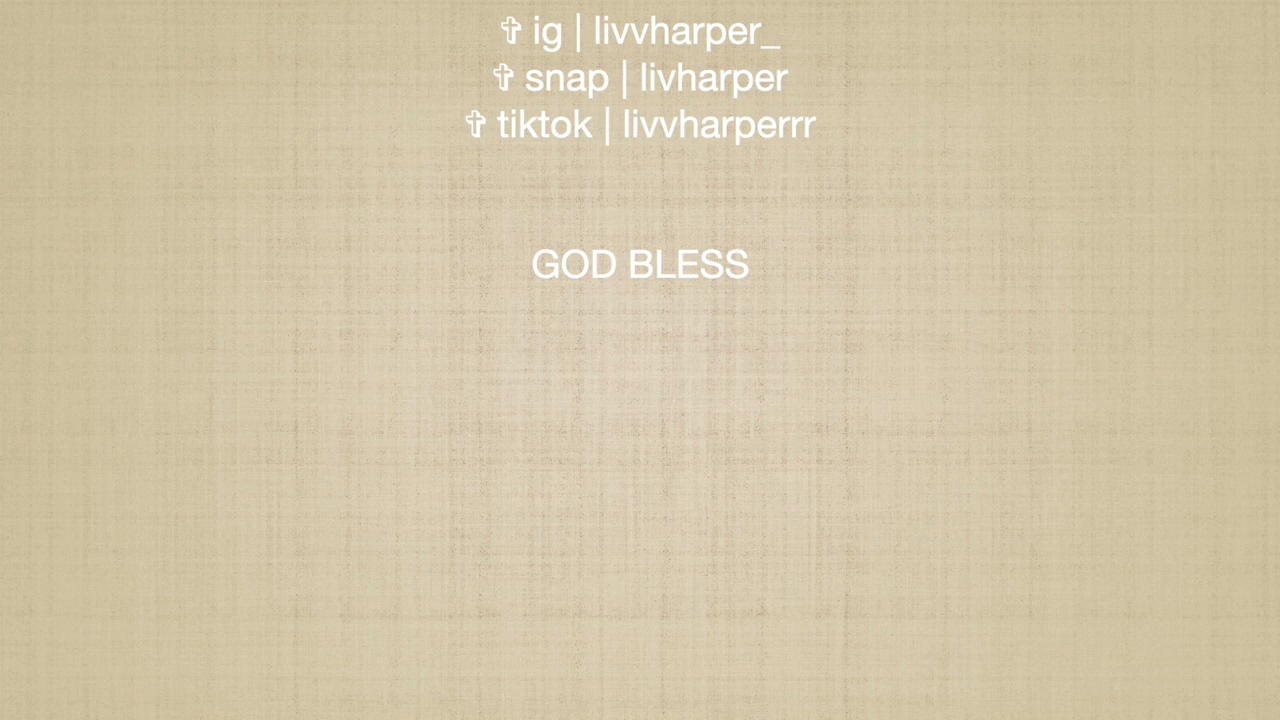 ✞ ig | livvharper_
✞ snap | livharper
✞ tiktok | livvharperrr
GOD BLESS